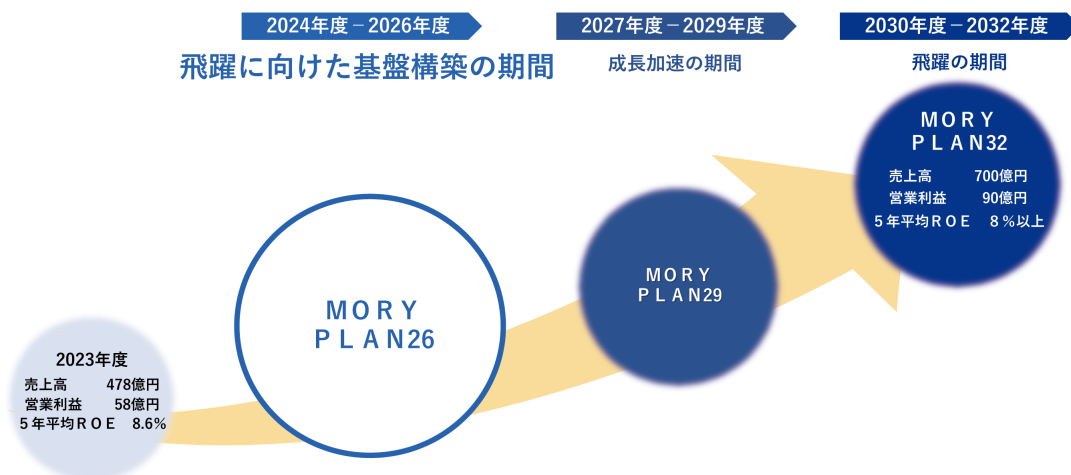 2024年度－2026年度
飛躍に向けた基盤構築の期間
2027年度－2029年度
成長加速の期間
2030年度－2032年度
飛躍の期間
2023年度
売上高 478億円
営業利益 58億円
５年平均ＲＯＥ 8.6%
ＭＯＲＹ
ＰＬＡＮ26
ＭＯＲＹ
ＰＬＡＮ29
ＭＯＲＹ
ＰＬＡＮ32
売上高 700億円
営業利益 90億円
５年平均ＲＯＥ ８%以上